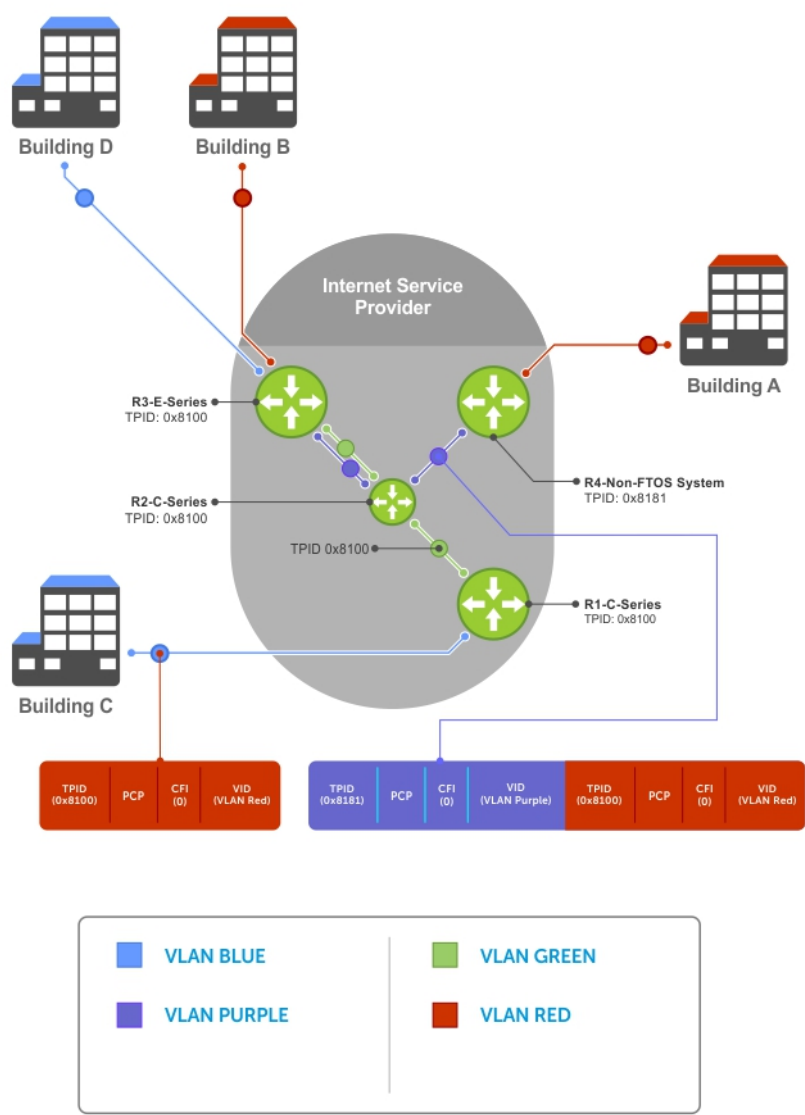 Building D
Building B
Internet Service
Provider
Building A
R3-E-Series
TPID: 0x8100
R4-Non-FTOS System
TPID: 0x8181
R2-C-Series
TPID: 0x8100
TPID 0x8100
R1-C-Series
TPID: 0x8100
Building C
TPID
(0x8100)
PCP
CFI
(0)
VID
(VLAN Red)
TPID
(0x8181)
PCP
CFI
(0)
VID
(VLAN Purple)
TPID
(0x8100)
PCP
CFI
(0)
VID
(VLAN Red)
VLAN BLUE
VLAN GREEN
VLAN PURPLE
VLAN RED